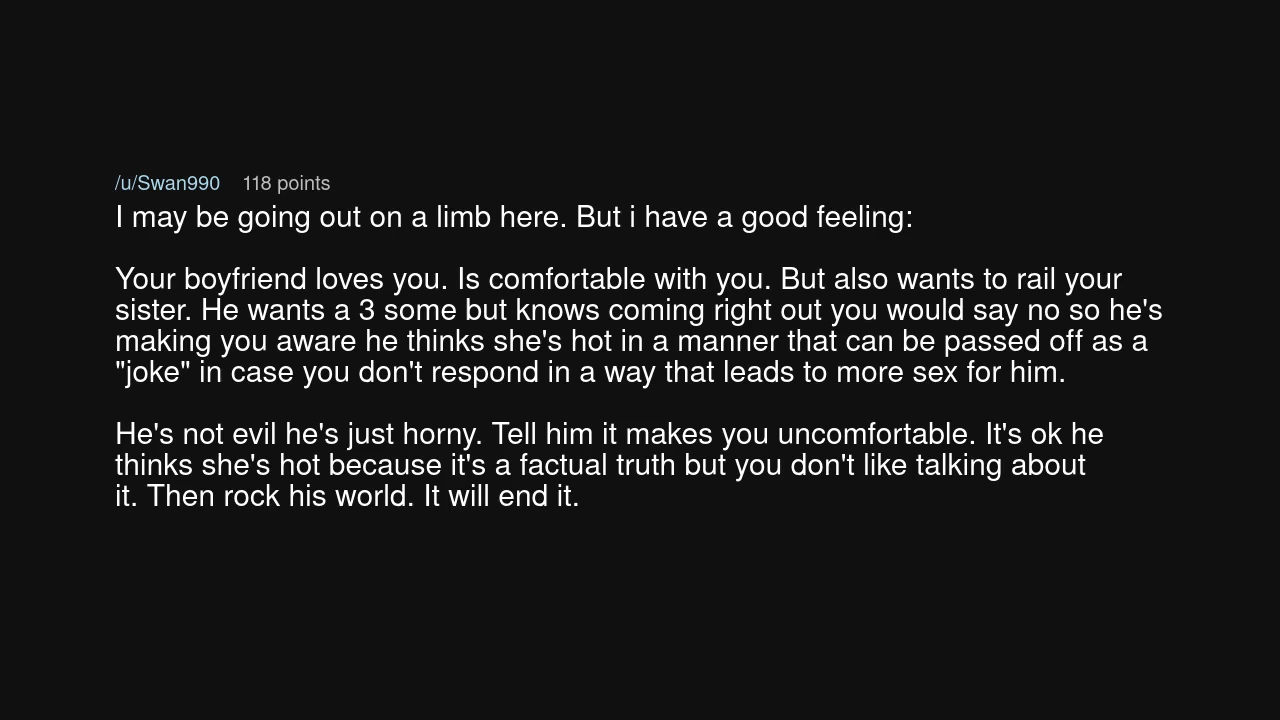 /u/Swan990 118 points
I may be going out on a limb here. But i have a good feeling:
Your boyfriend loves you. Is comfortable with you. But also wants to rail your
sister. He wants a 3 some but knows coming right out you would say no so he's
making you aware he thinks she's hot in a manner that can be passed off as a
"joke" in case you don't respond in a way that leads to more sex for him.
He's not evil he's just horny. Tell him it makes you uncomfortable. It's ok he
thinks she's hot because it's a factual truth but you don't like talking about
it. Then rock his world. It will end it.